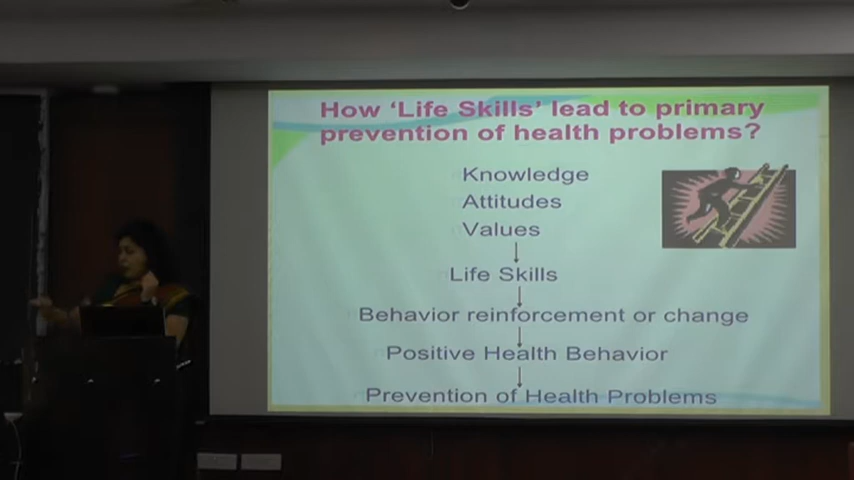 How ‘Life Skills’ lead to primary
prevention of health problems?
Knowledge
Attitudes
Values
Life Skills
Behavior reinforcement or change
Positive Health Behavior
Prevention of Health Problems